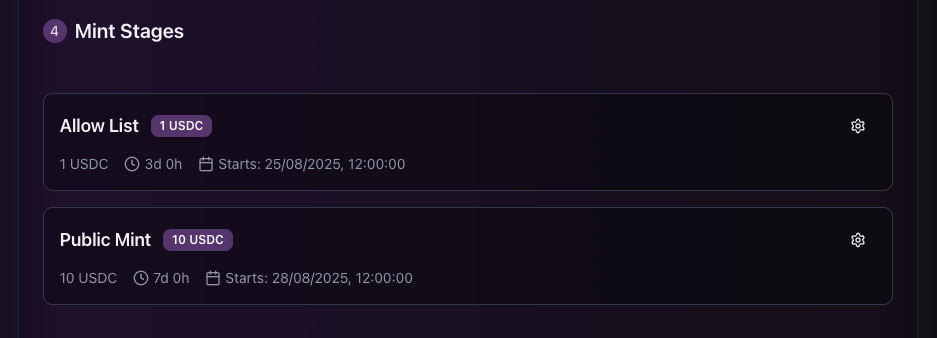 4 Mint Stages
Allow List 1 USDC
1 USDC 3d 0h Starts: 25/08/2025, 12:00:00
Public Mint 10 USDC
10 USDC 7d 0h Starts: 28/08/2025, 12:00:00